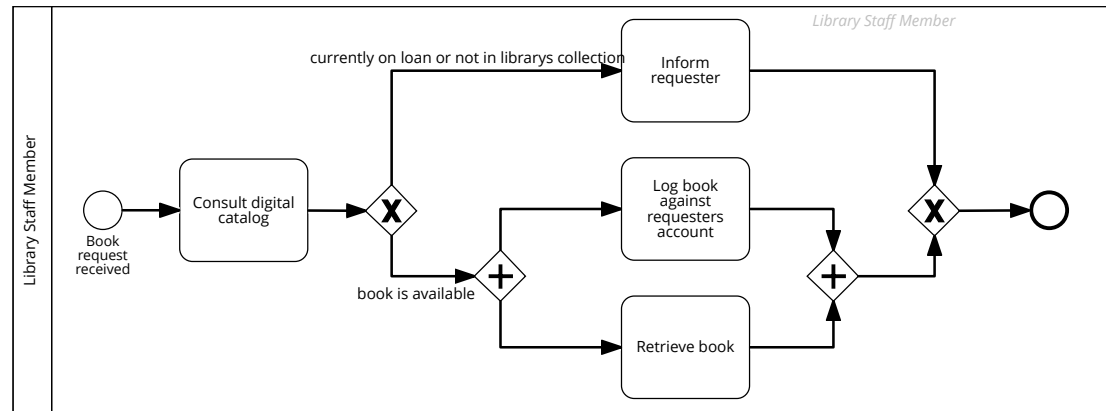 Library Staff Member
Library Staff Member
currently on loan or not in librarys collection
Inform
requester
Consult digital
catalog
Book
request
received
Log book
against
requesters
account
book is available
Retrieve book